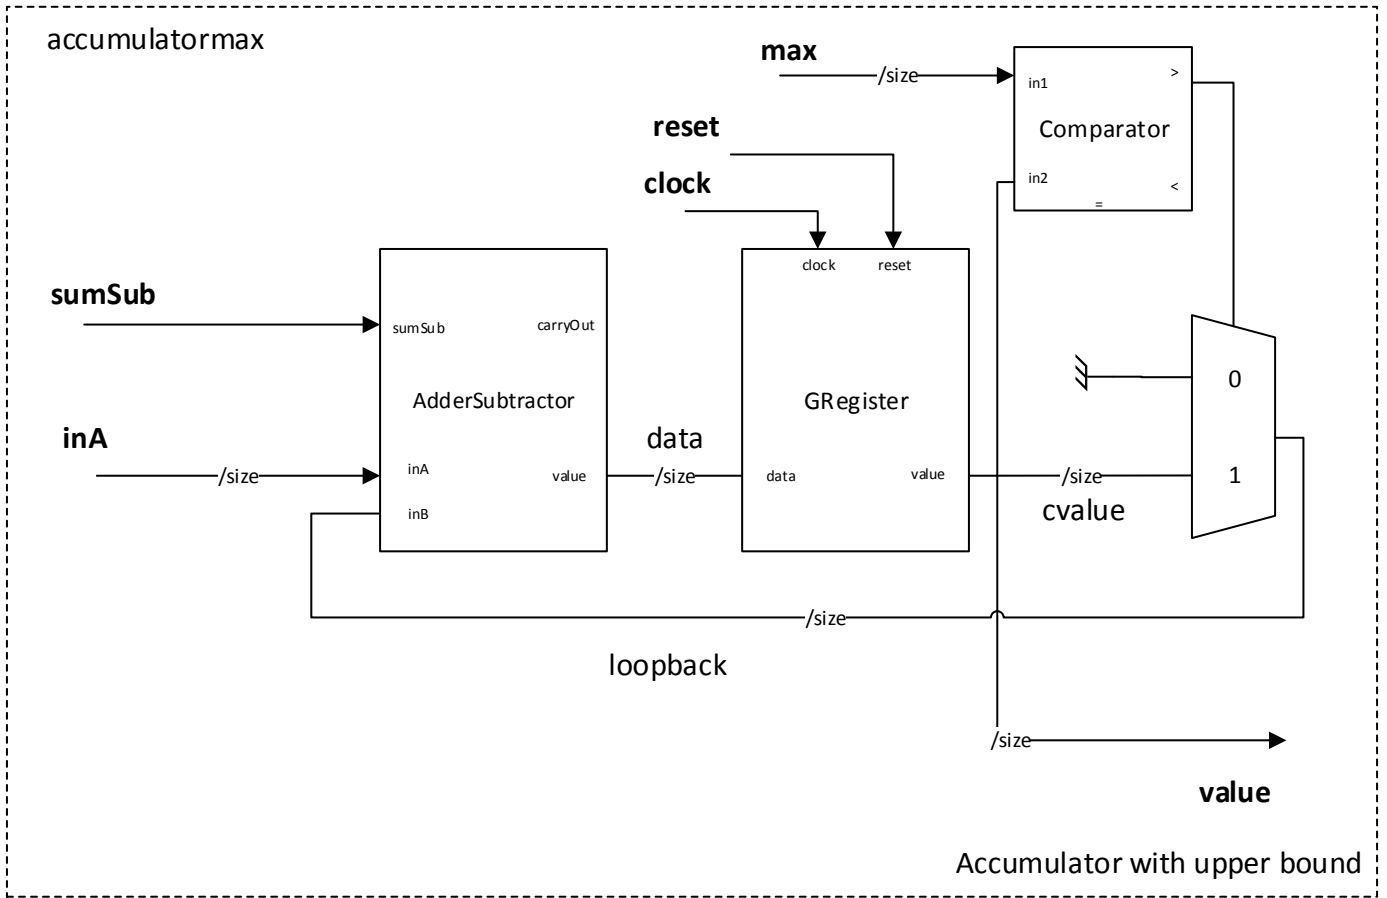 accumulatormax
max
/size
in1
>
Comparator
in2
<
=
reset
clock
clock
reset
sumSub
sumSub
carryOut
AdderSubtractor
GRegister
0
inA
data
/size
inA
value
/size
data
value
/size
1
inB
cvalue
/size
loopback
/size
value
Accumulator with upper bound